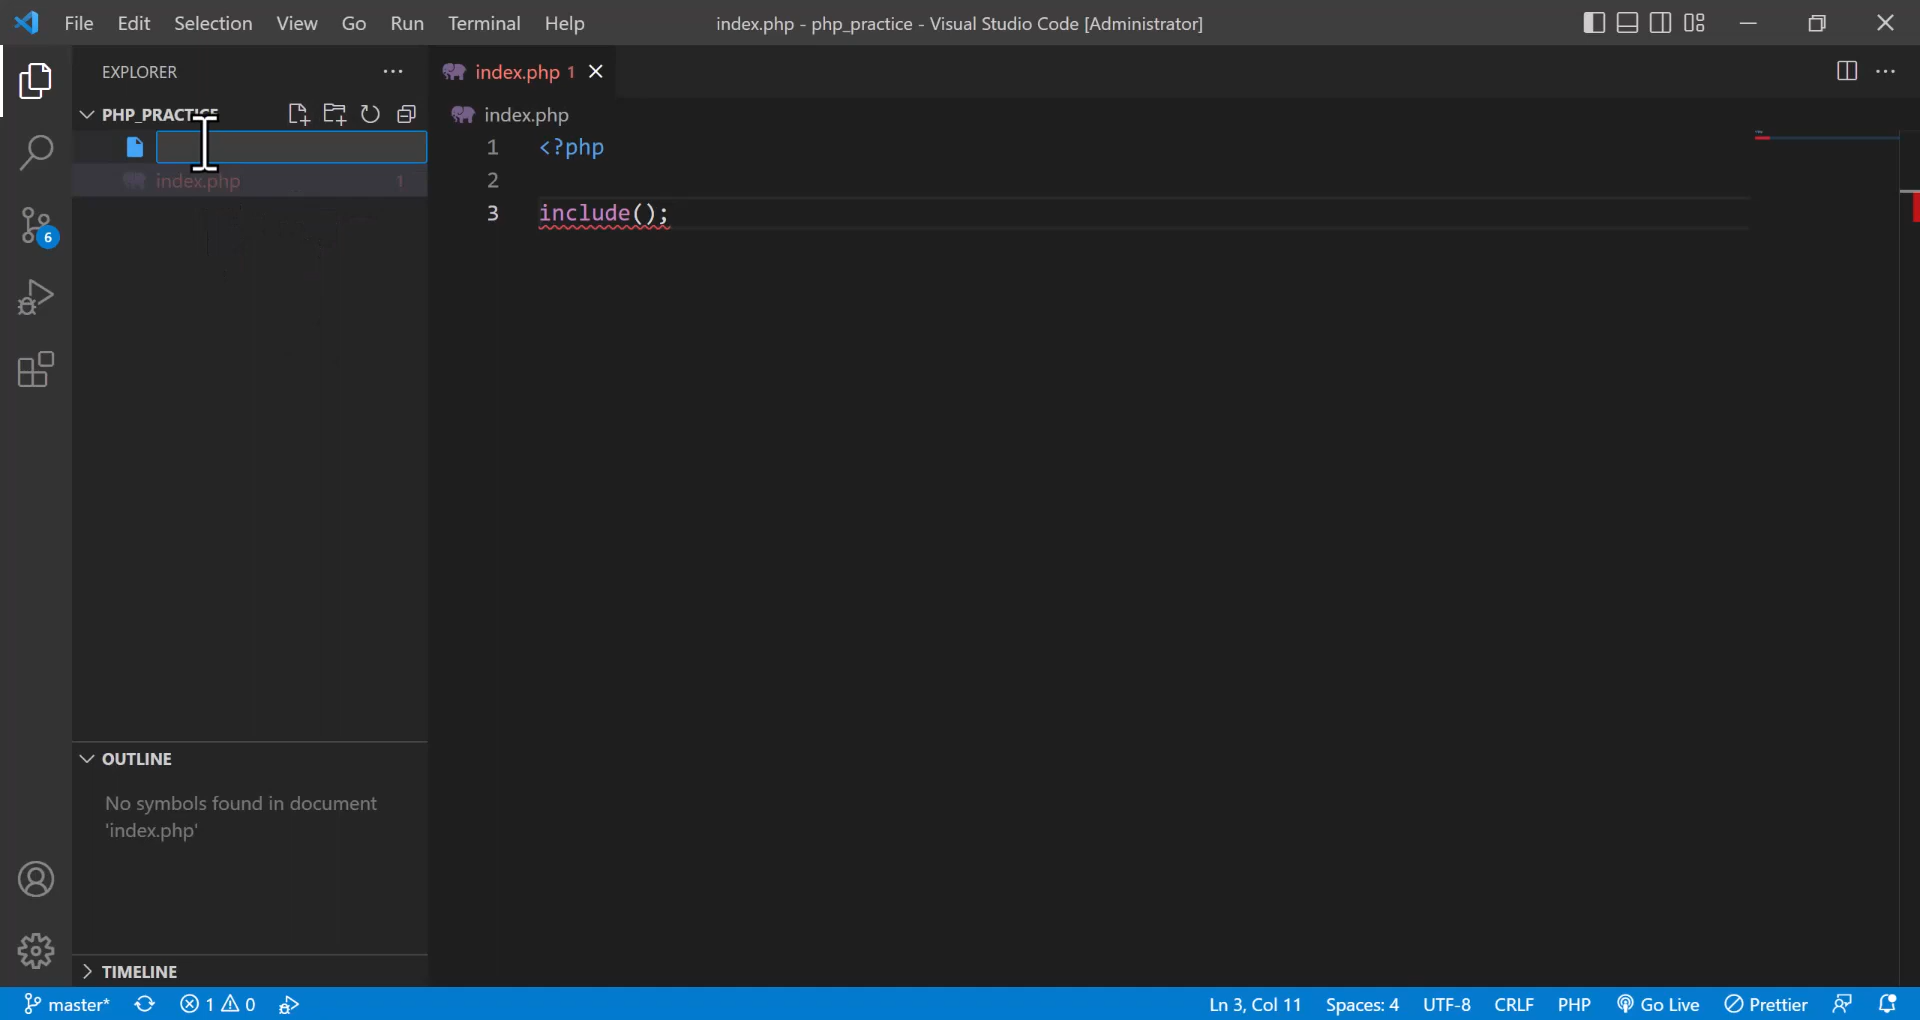 File Edit Selection View Go Run Terminal Help
index.php - php_practice - Visual Studio Code [Administrator]
EXPLORER
index.php 1
PHP_PRACTICE
index.php
index.php 1
1 <?php
2
3 include();
6
OUTLINE
No symbols found in document
'index.php'
TIMELINE
master* 1 0
Ln 3, Col 11 Spaces: 4 UTF-8 CRLF PHP Go Live Prettier